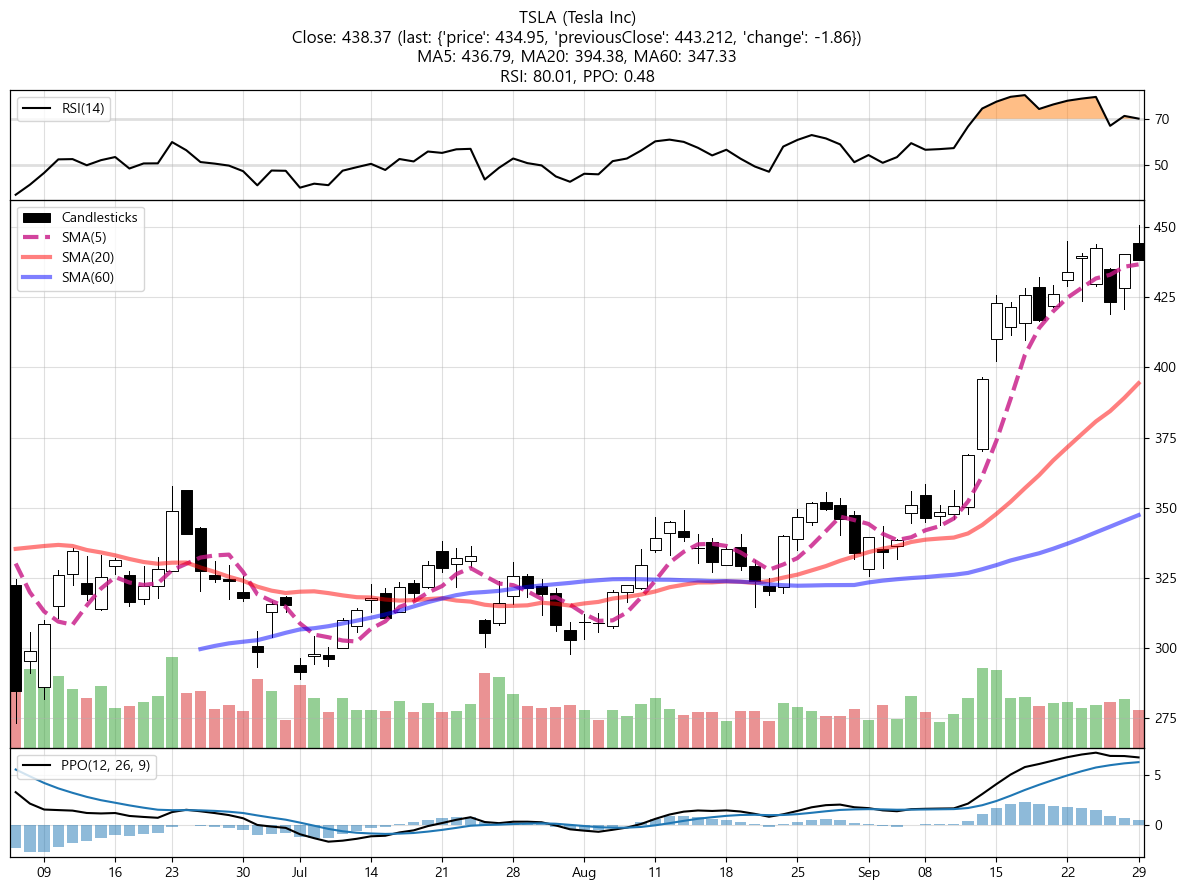 TSLA (Tesla Inc)
Close: 438.37 (last: {'price': 434.95, 'previousClose': 443.212, 'change': -1.86})
MA5: 436.79, MA20: 394.38, MA60: 347.33
RSI: 80.01, PPO: 0.48
RSI(14)
70
50
Candlesticks
SMA(5)
SMA(20)
SMA(60)
450
425
400
375
350
325
300
275
PPO(12, 26, 9)
5
0
09 16 23 30 Jul 14 21 28 Aug 11 18 25 Sep 08 15 22 29